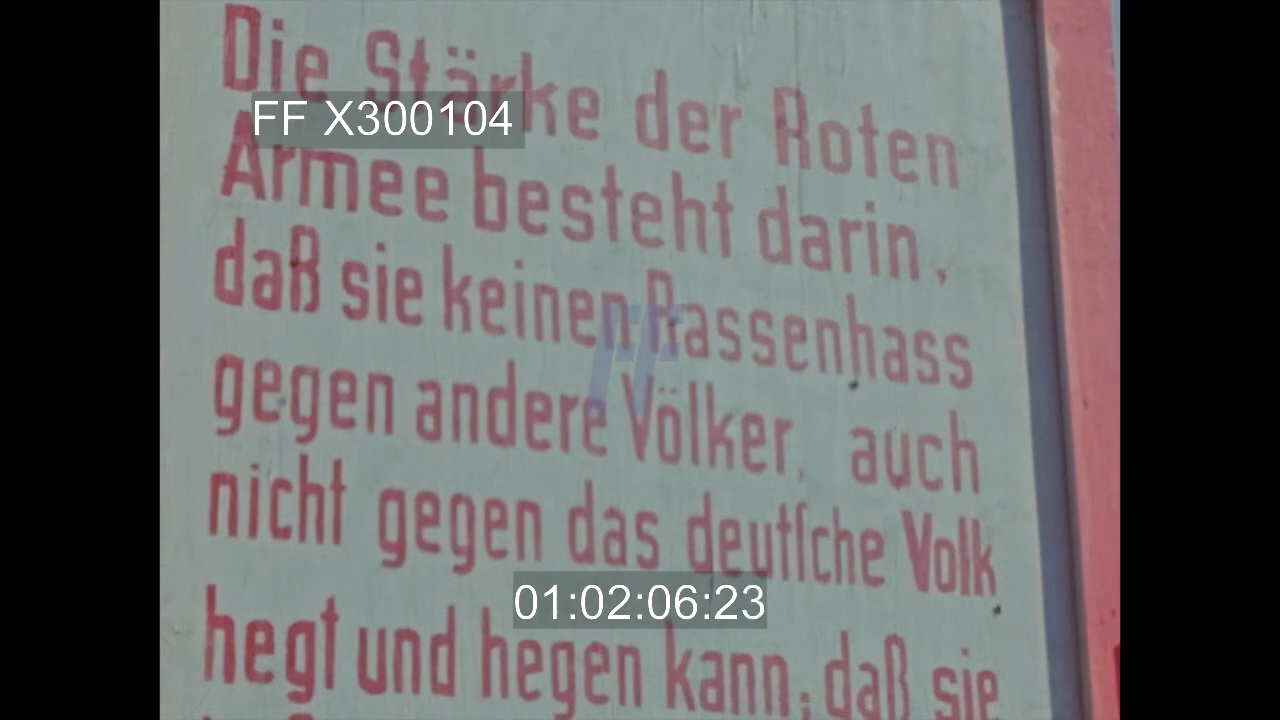 Die Stärke der Roten
FF X300104
Armee besteht darin,
daß sie keinen Rassenhass
FF
gegen andere Völker, auch
nicht gegen das deutſche Volk
01:02:06:23
hegt und hegen kann; daß sie